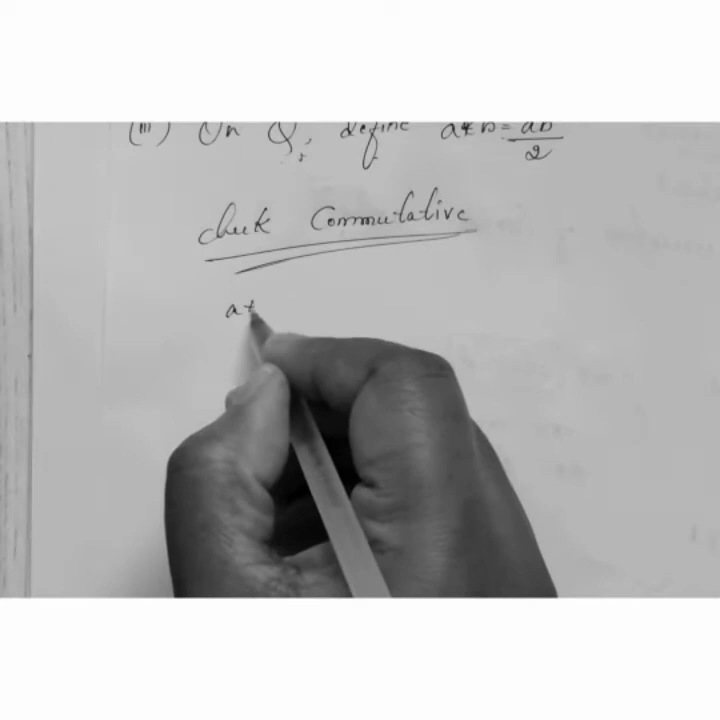 (iii) On Q, define a * b = ab/2
Check Commutative
a *